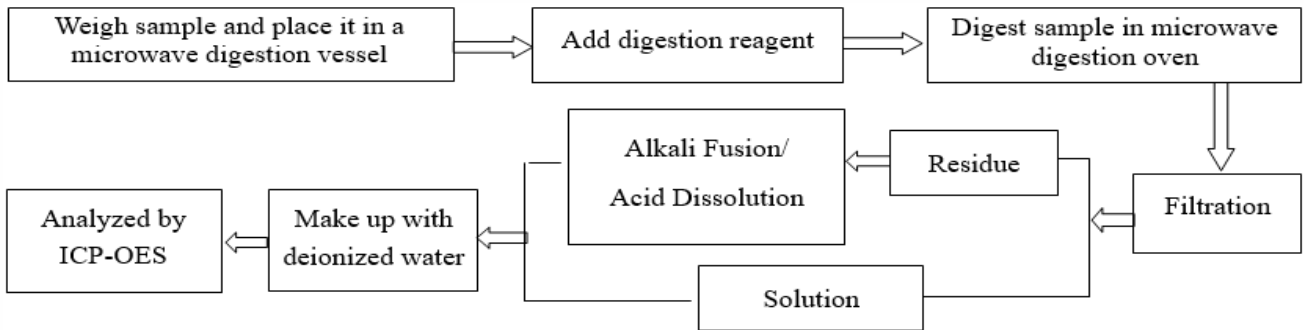 Weigh sample and place it in a
microwave digestion vessel
Add digestion reagent
Digest sample in microwave
digestion oven
Filtration
Residue
Solution
Alkali Fusion/
Acid Dissolution
Make up with
deionized water
Analyzed by
ICP-OES